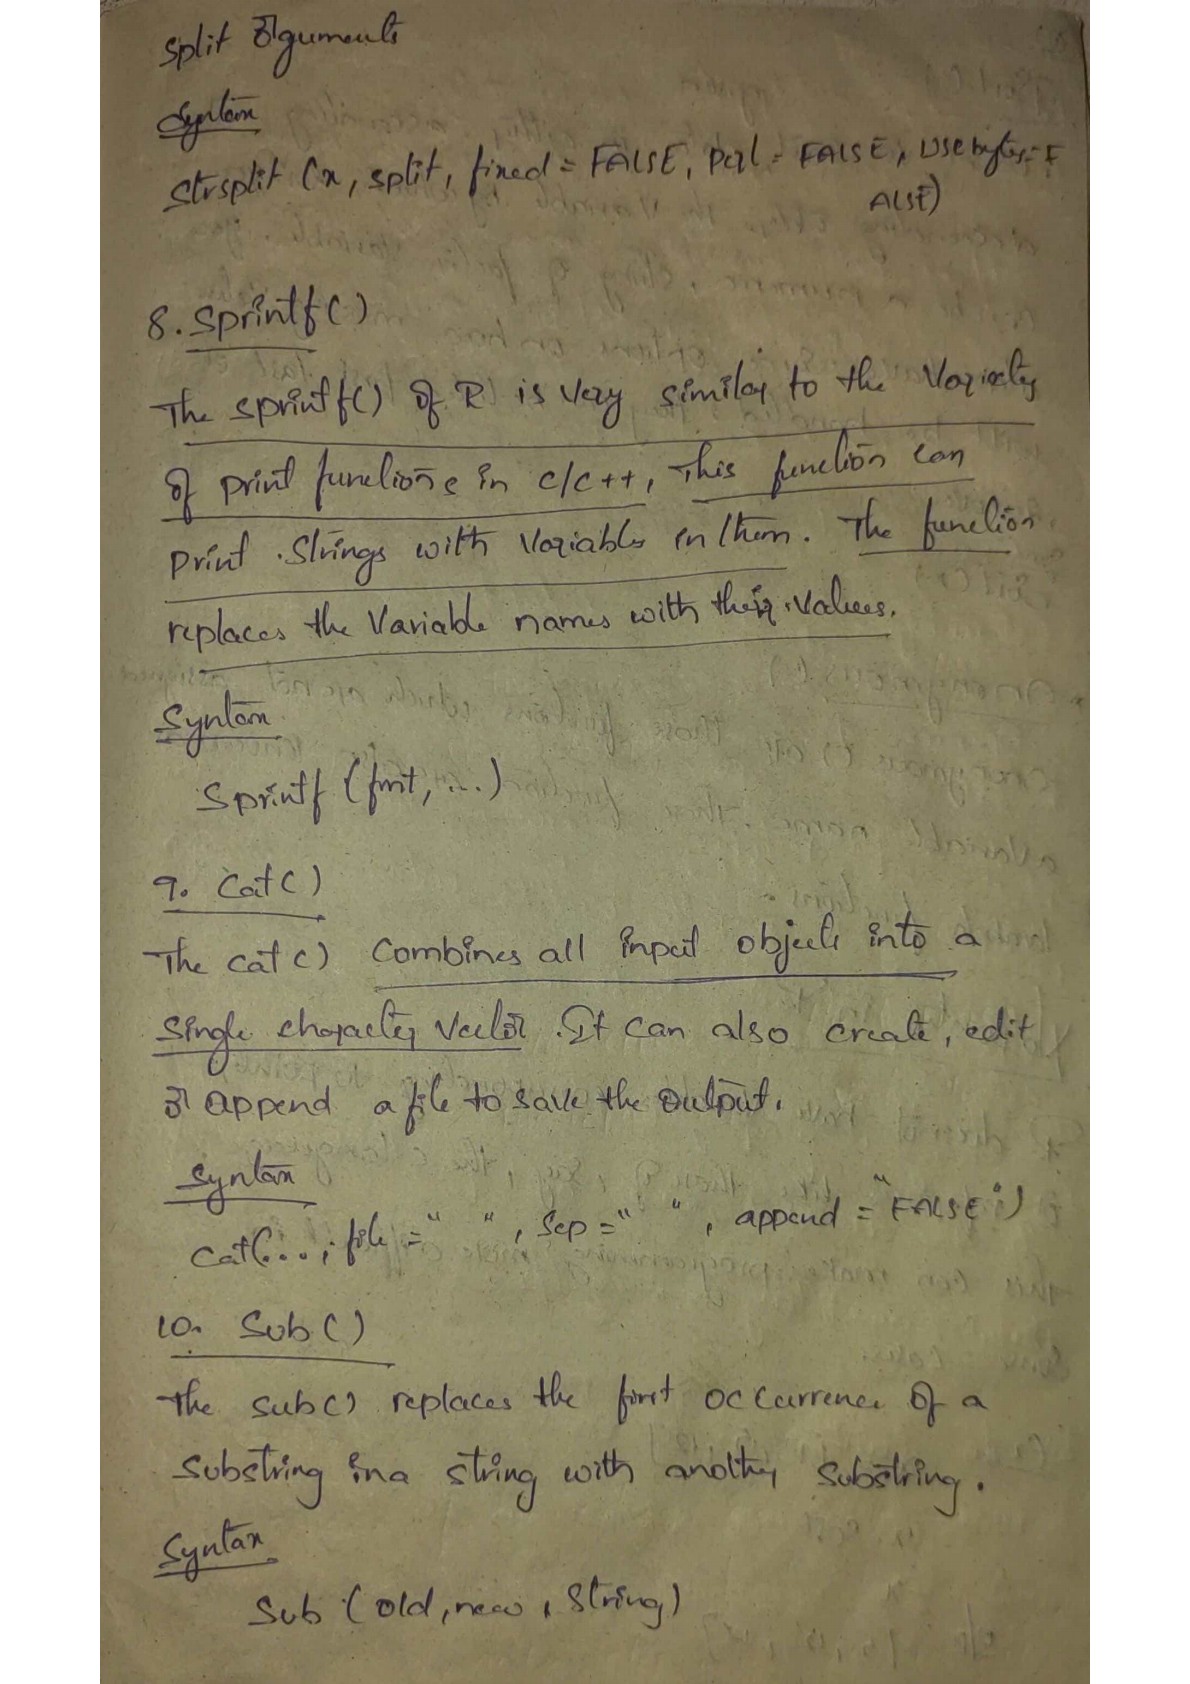 Split arguments
Syntax
Strsplit (x, split, fixed = FALSE, perl = FALSE, USEbytes = F
ALSE)
8. Sprintf()
The sprintf() of R is very similar to the variety
of print functions in c/c++, This function can
print strings with variables in them. The function
replaces the variable names with their values.
Syntax
Sprintf (fmt, ...)
9. Cat()
The cat() combines all input objects into a
single character vector. It can also create, edit
or append a file to save the output.
Syntax
Cat(..., file = " ", sep = " ", append = "FALSE")
10. Sub()
The sub() replaces the first occurrence of a
substring in a string with another substring.
Syntax
Sub (old, new, string)